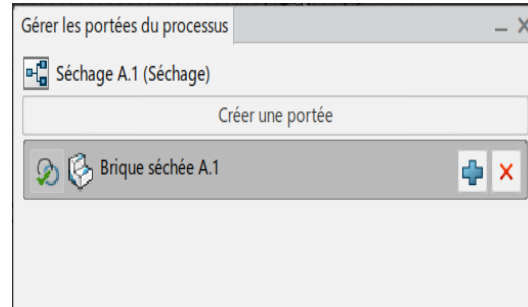 Gérer les portées du processus
Séchage A.1 (Séchage)
Créer une portée
Brique séchée A.1